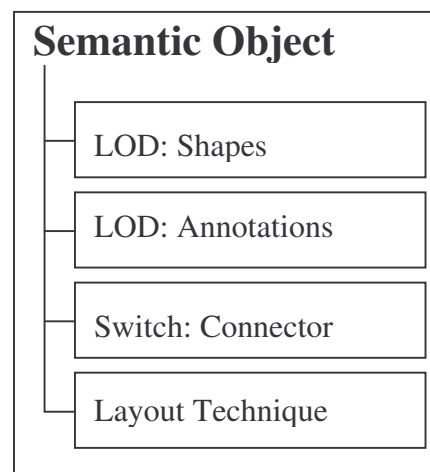 Semantic Object
LOD: Shapes
LOD: Annotations
Switch: Connector
Layout Technique